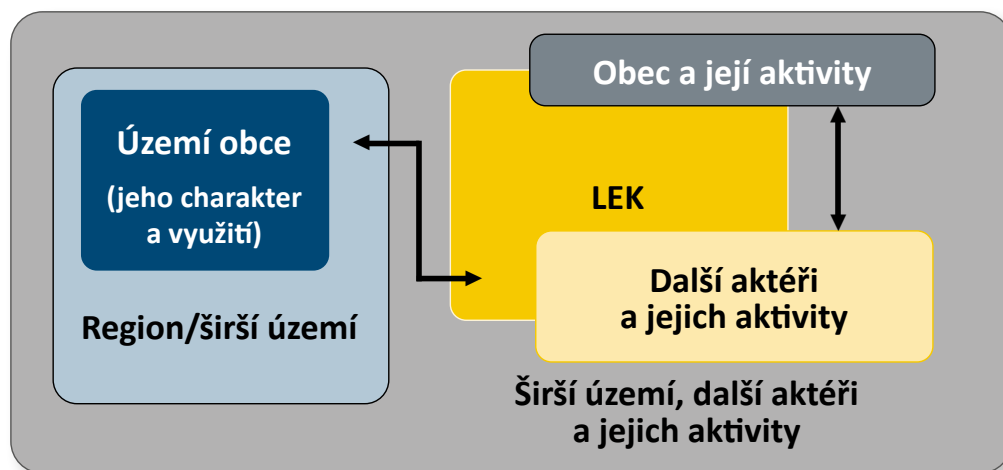 Území obce
(jeho charakter
a využití)
Region/širší území
Obec a její aktivity
LEK
Další aktéři
a jejich aktivity
Širší území, další aktéři
a jejich aktivity